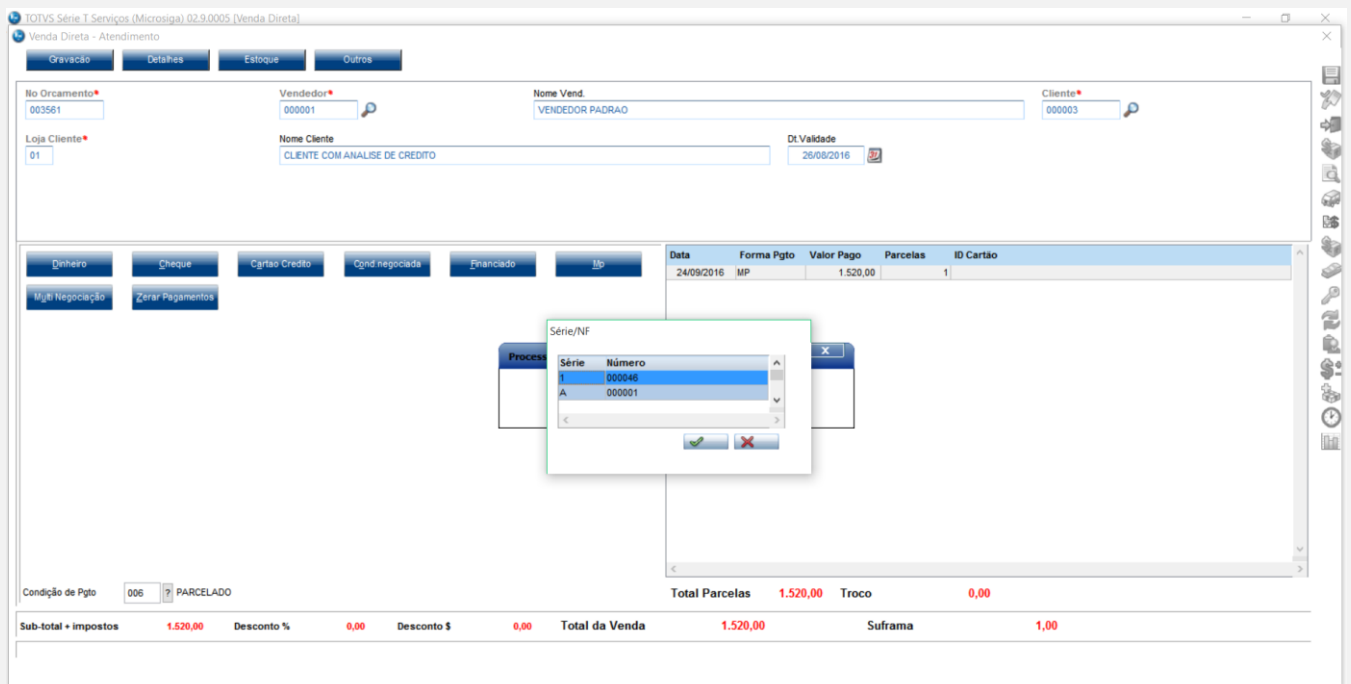 TOTVS Série T Serviços (Microsiga) 02.9.0005 [Venda Direta]
Venda Direta - Atendimento
Gravacáo Detalhes Estoque Outros
No Orcamento* Vendedor* Nome Vend. Cliente*
003561 000001 VENDEDOR PADRAO 000003
Loja Cliente* Nome Cliente Dt.Validade
01 CLIENTE COM ANALISE DE CREDITO 26/08/2016
Dinheiro Cheque Cartao Credito Cond.negociada Financiado Mp
Multi Negociação Zerar Pagamentos
Data Forma Pgto Valor Pago Parcelas ID Cartão
24/09/2016 MP 1.520,00 1
Process X
Série/NF
Série Número
1 000046
A 000001
Condição de Pgto 006 ? PARCELADO
Total Parcelas 1.520,00 Troco 0,00
Sub-total + impostos 1.520,00 Desconto % 0,00 Desconto $ 0,00 Total da Venda 1.520,00 Suframa 1,00